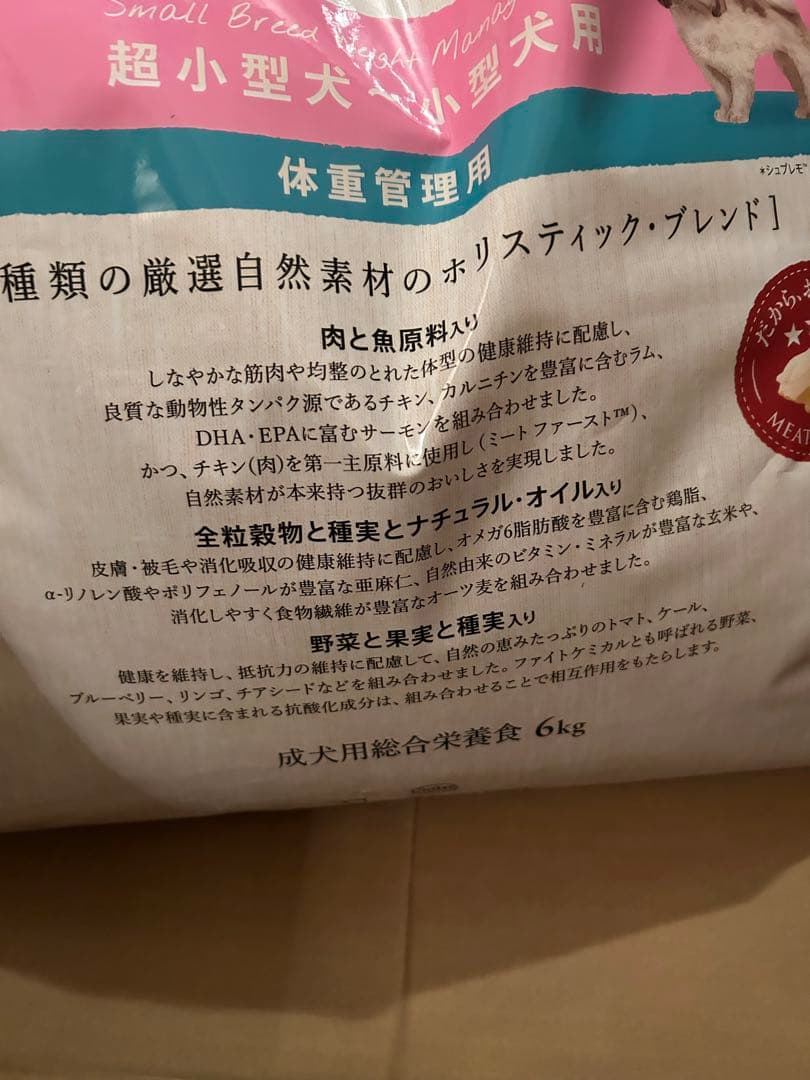 Small Breed Weight Manag
超小型犬～小型犬用
体重管理用
*シュプレモ™
種類の厳選自然素材のホリスティック・ブレンド]
肉と魚原料入り
しなやかな筋肉や均整のとれた体型の健康維持に配慮し、
良質な動物性タンパク源であるチキン、カルニチンを豊富に含むラム、
DHA・EPAに富むサーモンを組み合わせました。
かつ、チキン(肉)を第一主原料に使用し(ミートファースト™)、
自然素材が本来持つ抜群のおいしさを実現しました。
だから、
MEAT
全粒穀物と種実とナチュラル・オイル入り
皮膚・被毛や消化吸収の健康維持に配慮し、オメガ6脂肪酸を豊富に含む鶏脂、
α-リノレン酸やポリフェノールが豊富な亜麻仁、自然由来のビタミン・ミネラルが豊富な玄米や、
消化しやすく食物繊維が豊富なオーツ麦を組み合わせました。
野菜と果実と種実入り
健康を維持し、抵抗力の維持に配慮して、自然の恵みたっぷりのトマト、ケール、
ブルーベリー、リンゴ、チアシードなどを組み合わせました。ファイトケミカルとも呼ばれる野菜、
果実や種実に含まれる抗酸化成分は、組み合わせることで相互作用をもたらします。
成犬用総合栄養食 6kg